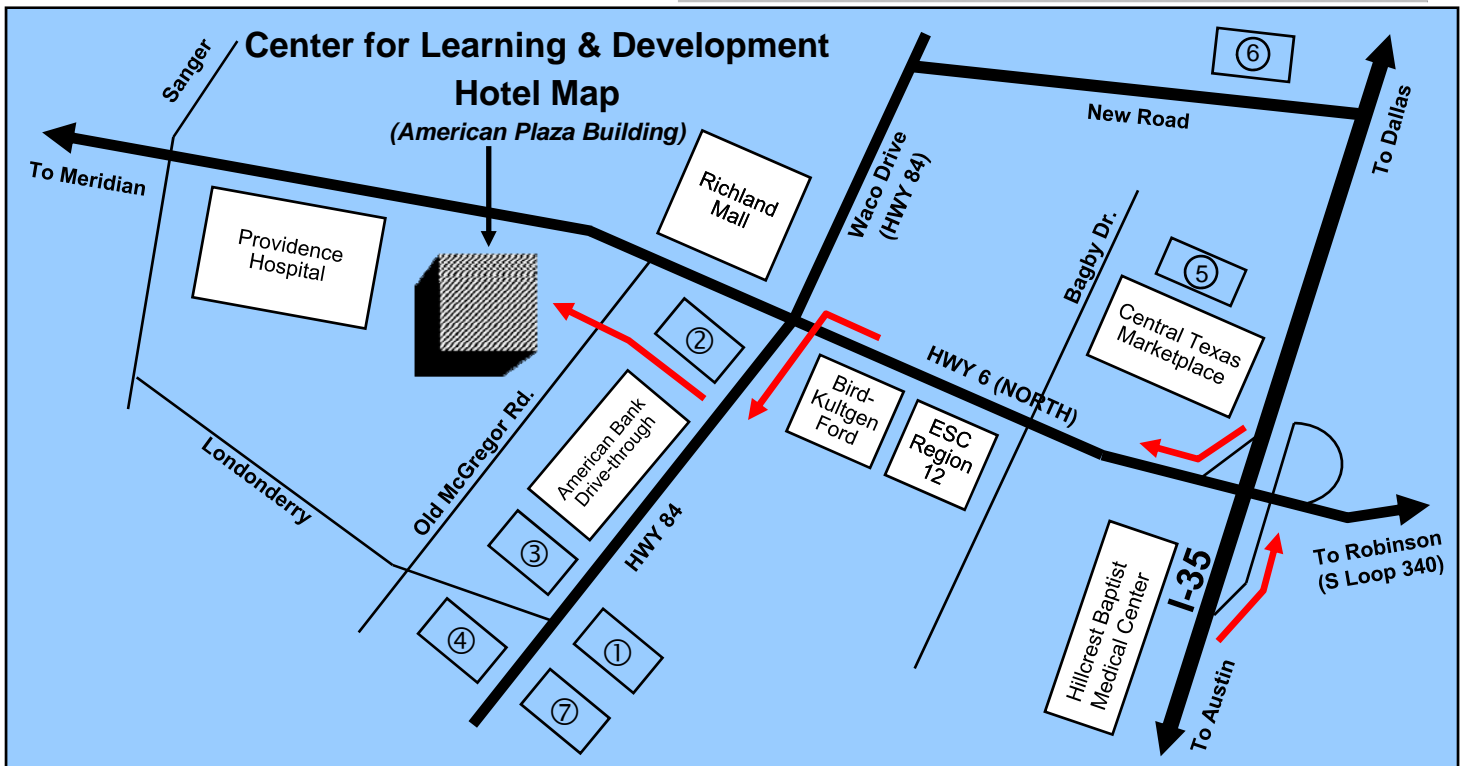 Center for Learning & Development
Hotel Map
(American Plaza Building)
Sanger
To Meridian
Providence
Hospital
Richland
Mall
Waco Drive
(HWY 84)
⑥
New Road
To Dallas
Bagby Dr.
⑤
Central Texas
Marketplace
②
HWY 6 (NORTH)
Bird-
Kultgen
Ford
ESC
Region
12
American Bank
Drive-through
Old McGregor Rd.
Londonderry
HWY 84
③
④
①
⑦
Hillcrest Baptist
Medical Center
I-35
To Robinson
(S Loop 340)
To Austin